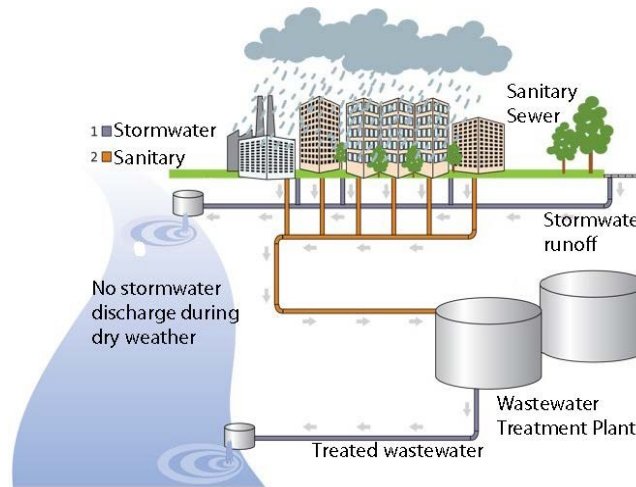 Sanitary
Sewer
1 Stormwater
2 Sanitary
Stormwate
runoff
No stormwater
discharge during
dry weather
Wastewater
Treatment Plant
Treated wastewater